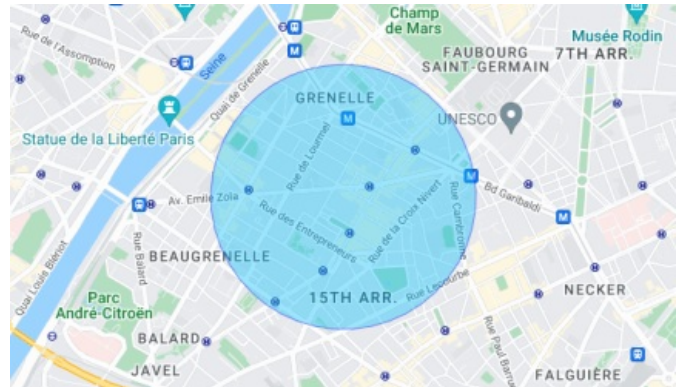 Champ
de Mars
Musée Rodin
Rue de l'Assomption
FAUBOURG
SAINT-GERMAIN
7TH ARR.
Seine
Quai de Grenelle
GRENELLE
M
M
UNESCO
Statue de la Liberté Paris
Rue de Lourmel
M
M
Av. Emile Zola
Rue des Entrepreneurs
Rue de la Croix Nivert
Rue Cambronne
Bd Garibaldi
M
Quai Louis Blériot
Rue Balard
BEAUGRENELLE
Parc
André-Citroën
15TH ARR.
Rue Lecourbe
NECKER
BALARD
Rue Paul Barru
JAVEL
FALGUIÈRE